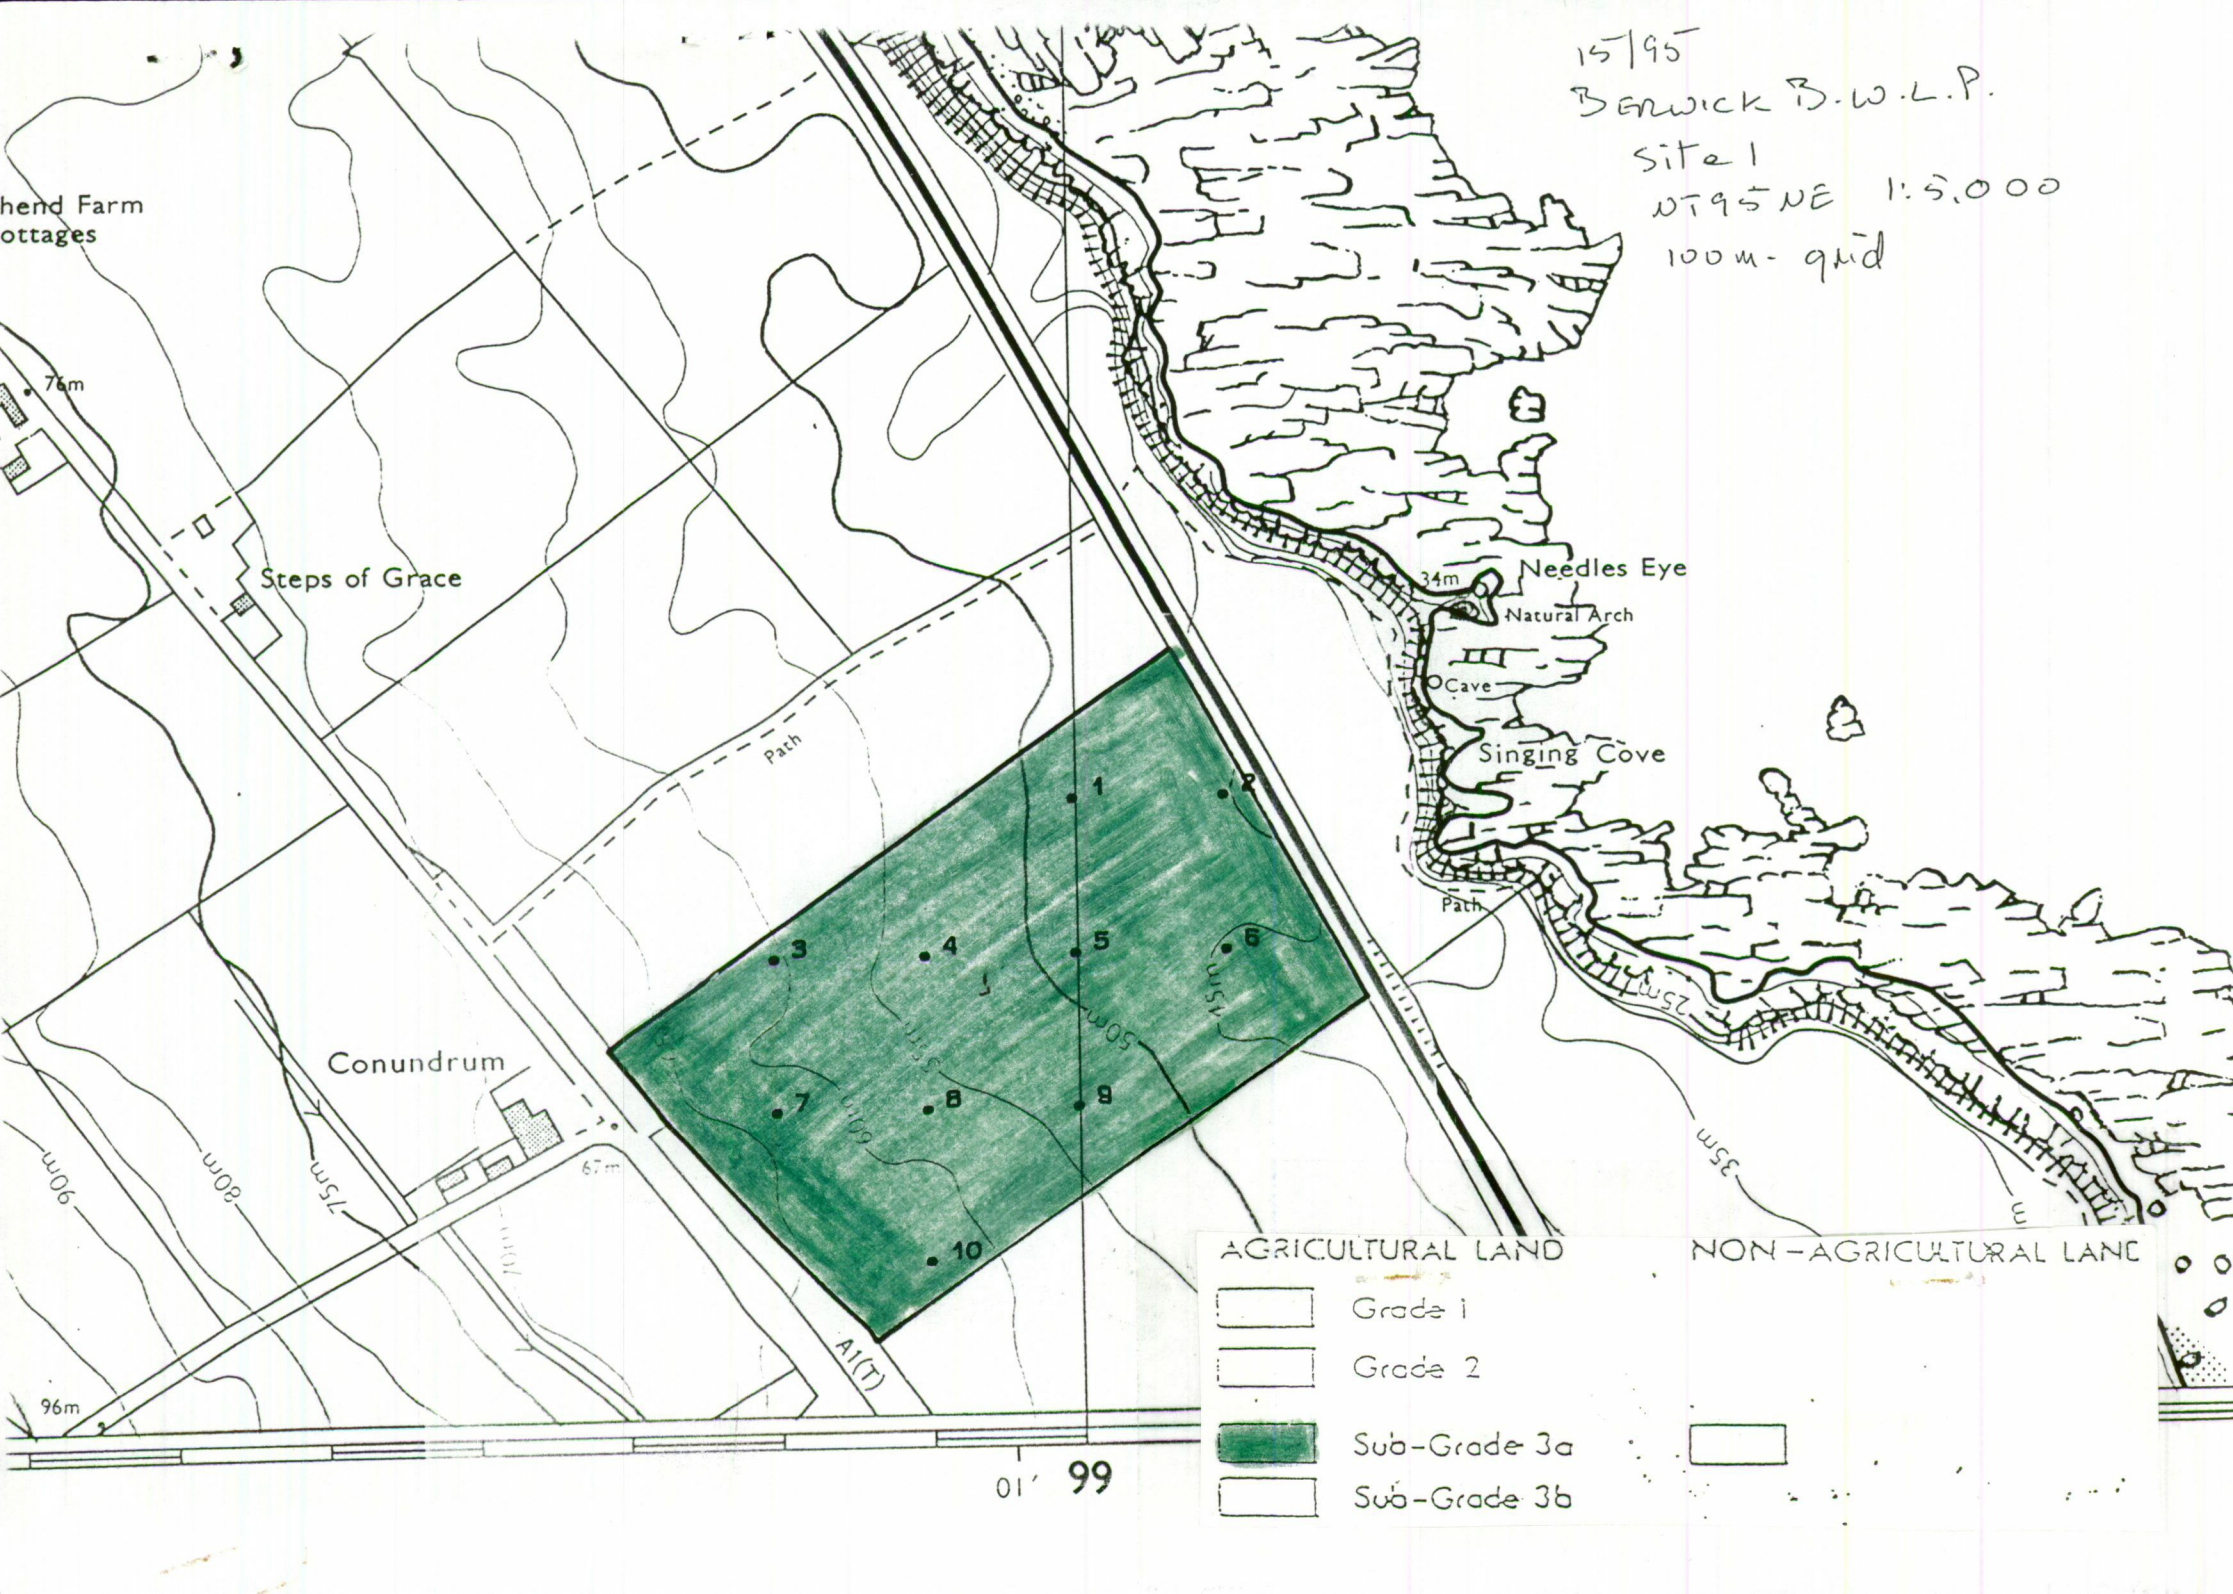 15/95
BERWICK B.W.L.P.
Site 1
NT95NE 1:5,000
100m- grid
hend Farm
ottages
76m
Steps of Grace
34m
Needles Eye
Natural Arch
Cave
Singing Cove
Path
Path
1
2
3
4
5
6
7
8
9
10
25m
45m
50m
60m
35m
Conundrum
67m
90m
80m
75m
70m
96m
A1(T)
01′
99
AGRICULTURAL LAND
NON-AGRICULTURAL LAND
Grade 1
Grade 2
Sub-Grade 3a
Sub-Grade 3b